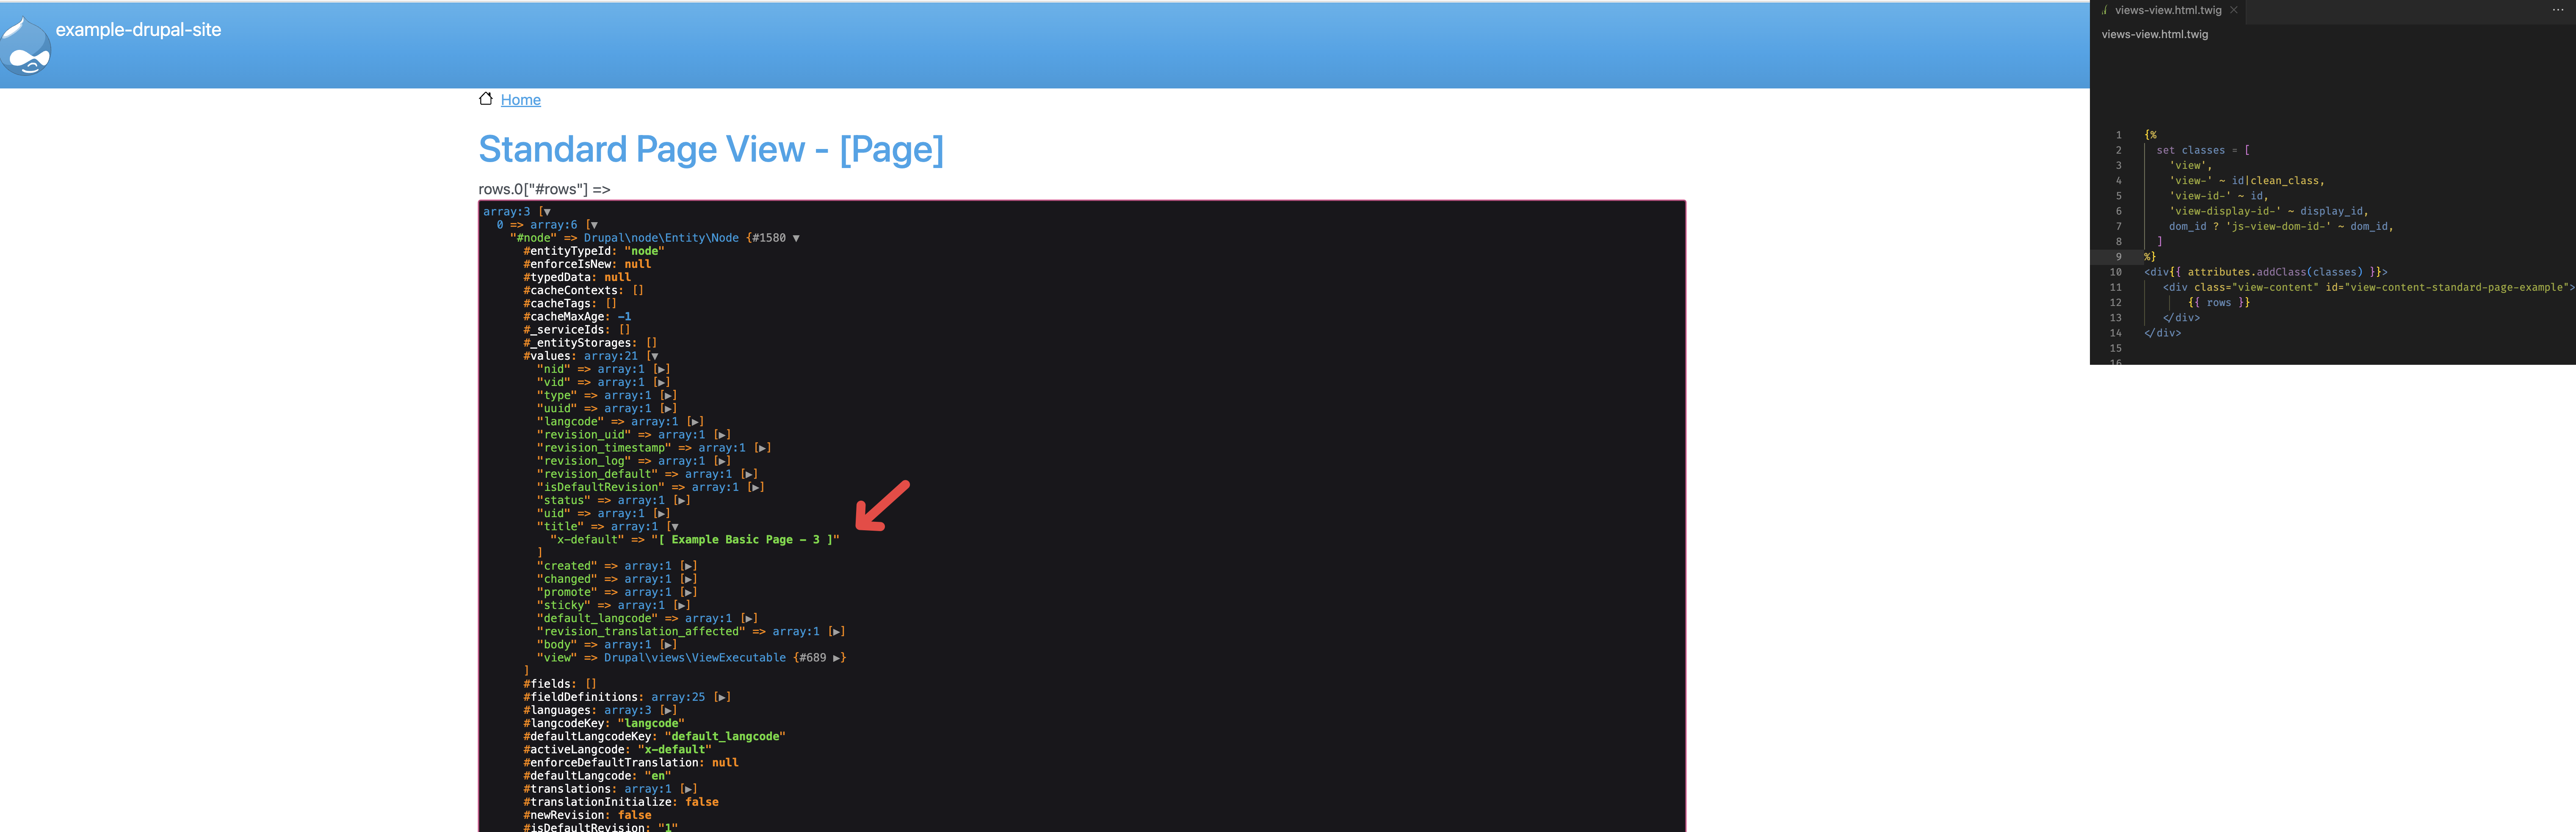 example-drupal-site
Home
Standard Page View - [Page]
rows.0["#rows"] =>
array:3 [▼
0 => array:6 [▼
"#node" => Drupal\node\Entity\Node {#1580 ▼
#entityTypeId: "node"
#enforceIsNew: null
#typedData: null
#cacheContexts: []
#cacheTags: []
#cacheMaxAge: -1
#_serviceIds: []
#_entityStorages: []
#values: array:21 [▼
"nid" => array:1 [▶]
"vid" => array:1 [▶]
"type" => array:1 [▶]
"uuid" => array:1 [▶]
"langcode" => array:1 [▶]
"revision_uid" => array:1 [▶]
"revision_timestamp" => array:1 [▶]
"revision_log" => array:1 [▶]
"revision_default" => array:1 [▶]
"isDefaultRevision" => array:1 [▶]
"status" => array:1 [▶]
"uid" => array:1 [▶]
"title" => array:1 [▼
"x-default" => "[ Example Basic Page - 3 ]"
]
"created" => array:1 [▶]
"changed" => array:1 [▶]
"promote" => array:1 [▶]
"sticky" => array:1 [▶]
"default_langcode" => array:1 [▶]
"revision_translation_affected" => array:1 [▶]
"body" => array:1 [▶]
"view" => Drupal\views\ViewExecutable {#689 ▶}
]
#fields: []
#fieldDefinitions: array:25 [▶]
#languages: array:3 [▶]
#langcodeKey: "langcode"
#defaultLangcodeKey: "default_langcode"
#activeLangcode: "x-default"
#enforceDefaultTranslation: null
#defaultLangcode: "en"
#translations: array:1 [▶]
#translationInitialize: false
#newRevision: false
#isDefaultRevision: "1"
views-view.html.twig
views-view.html.twig
1 {%
2 set classes = [
3 'view',
4 'view-' ~ id|clean_class,
5 'view-id-' ~ id,
6 'view-display-id-' ~ display_id,
7 dom_id ? 'js-view-dom-id-' ~ dom_id,
8 ]
9 %}
10 <div{{ attributes.addClass(classes) }}>
11 <div class="view-content" id="view-content-standard-page-example">
12 {{ rows }}
13 </div>
14 </div>
15
16